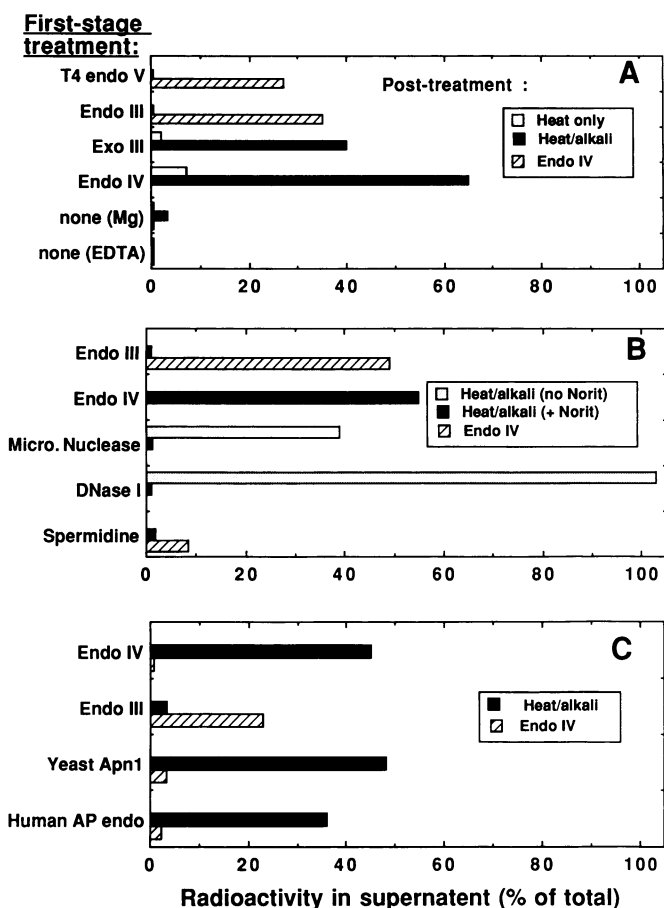 First-stage
treatment:
A
T4 endo V
Endo III
Exo III
Endo IV
none (Mg)
none (EDTA)
Post-treatment :
Heat only
Heat/alkali
Endo IV
0 20 40 60 80 100
B
Endo III
Endo IV
Micro. Nuclease
DNase I
Spermidine
Heat/alkali (no Norit)
Heat/alkali (+ Norit)
Endo IV
0 20 40 60 80 100
C
Endo IV
Endo III
Yeast Apn1
Human AP endo
Heat/alkali
Endo IV
0 20 40 60 80 100
Radioactivity in supernatent (% of total)